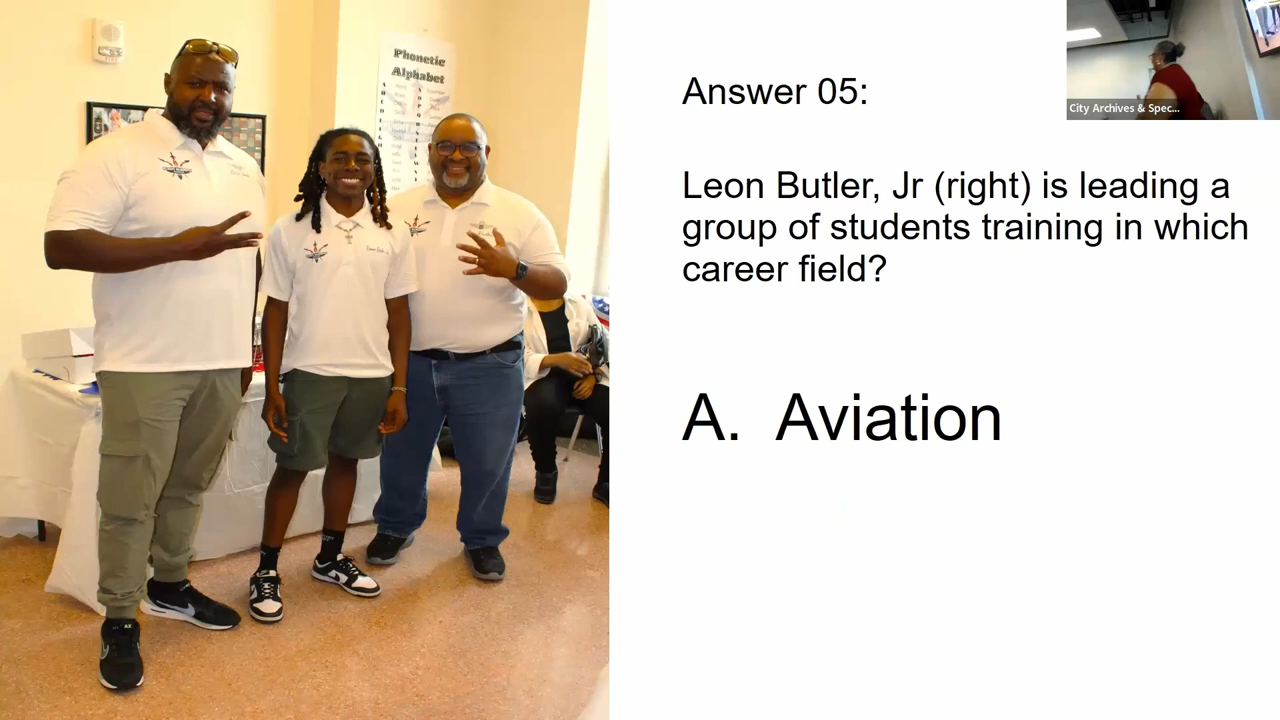 Phonetic
Alphabet
Answer 05:
Leon Butler, Jr (right) is leading a
group of students training in which
career field?
A. Aviation
City Archives & Spec...